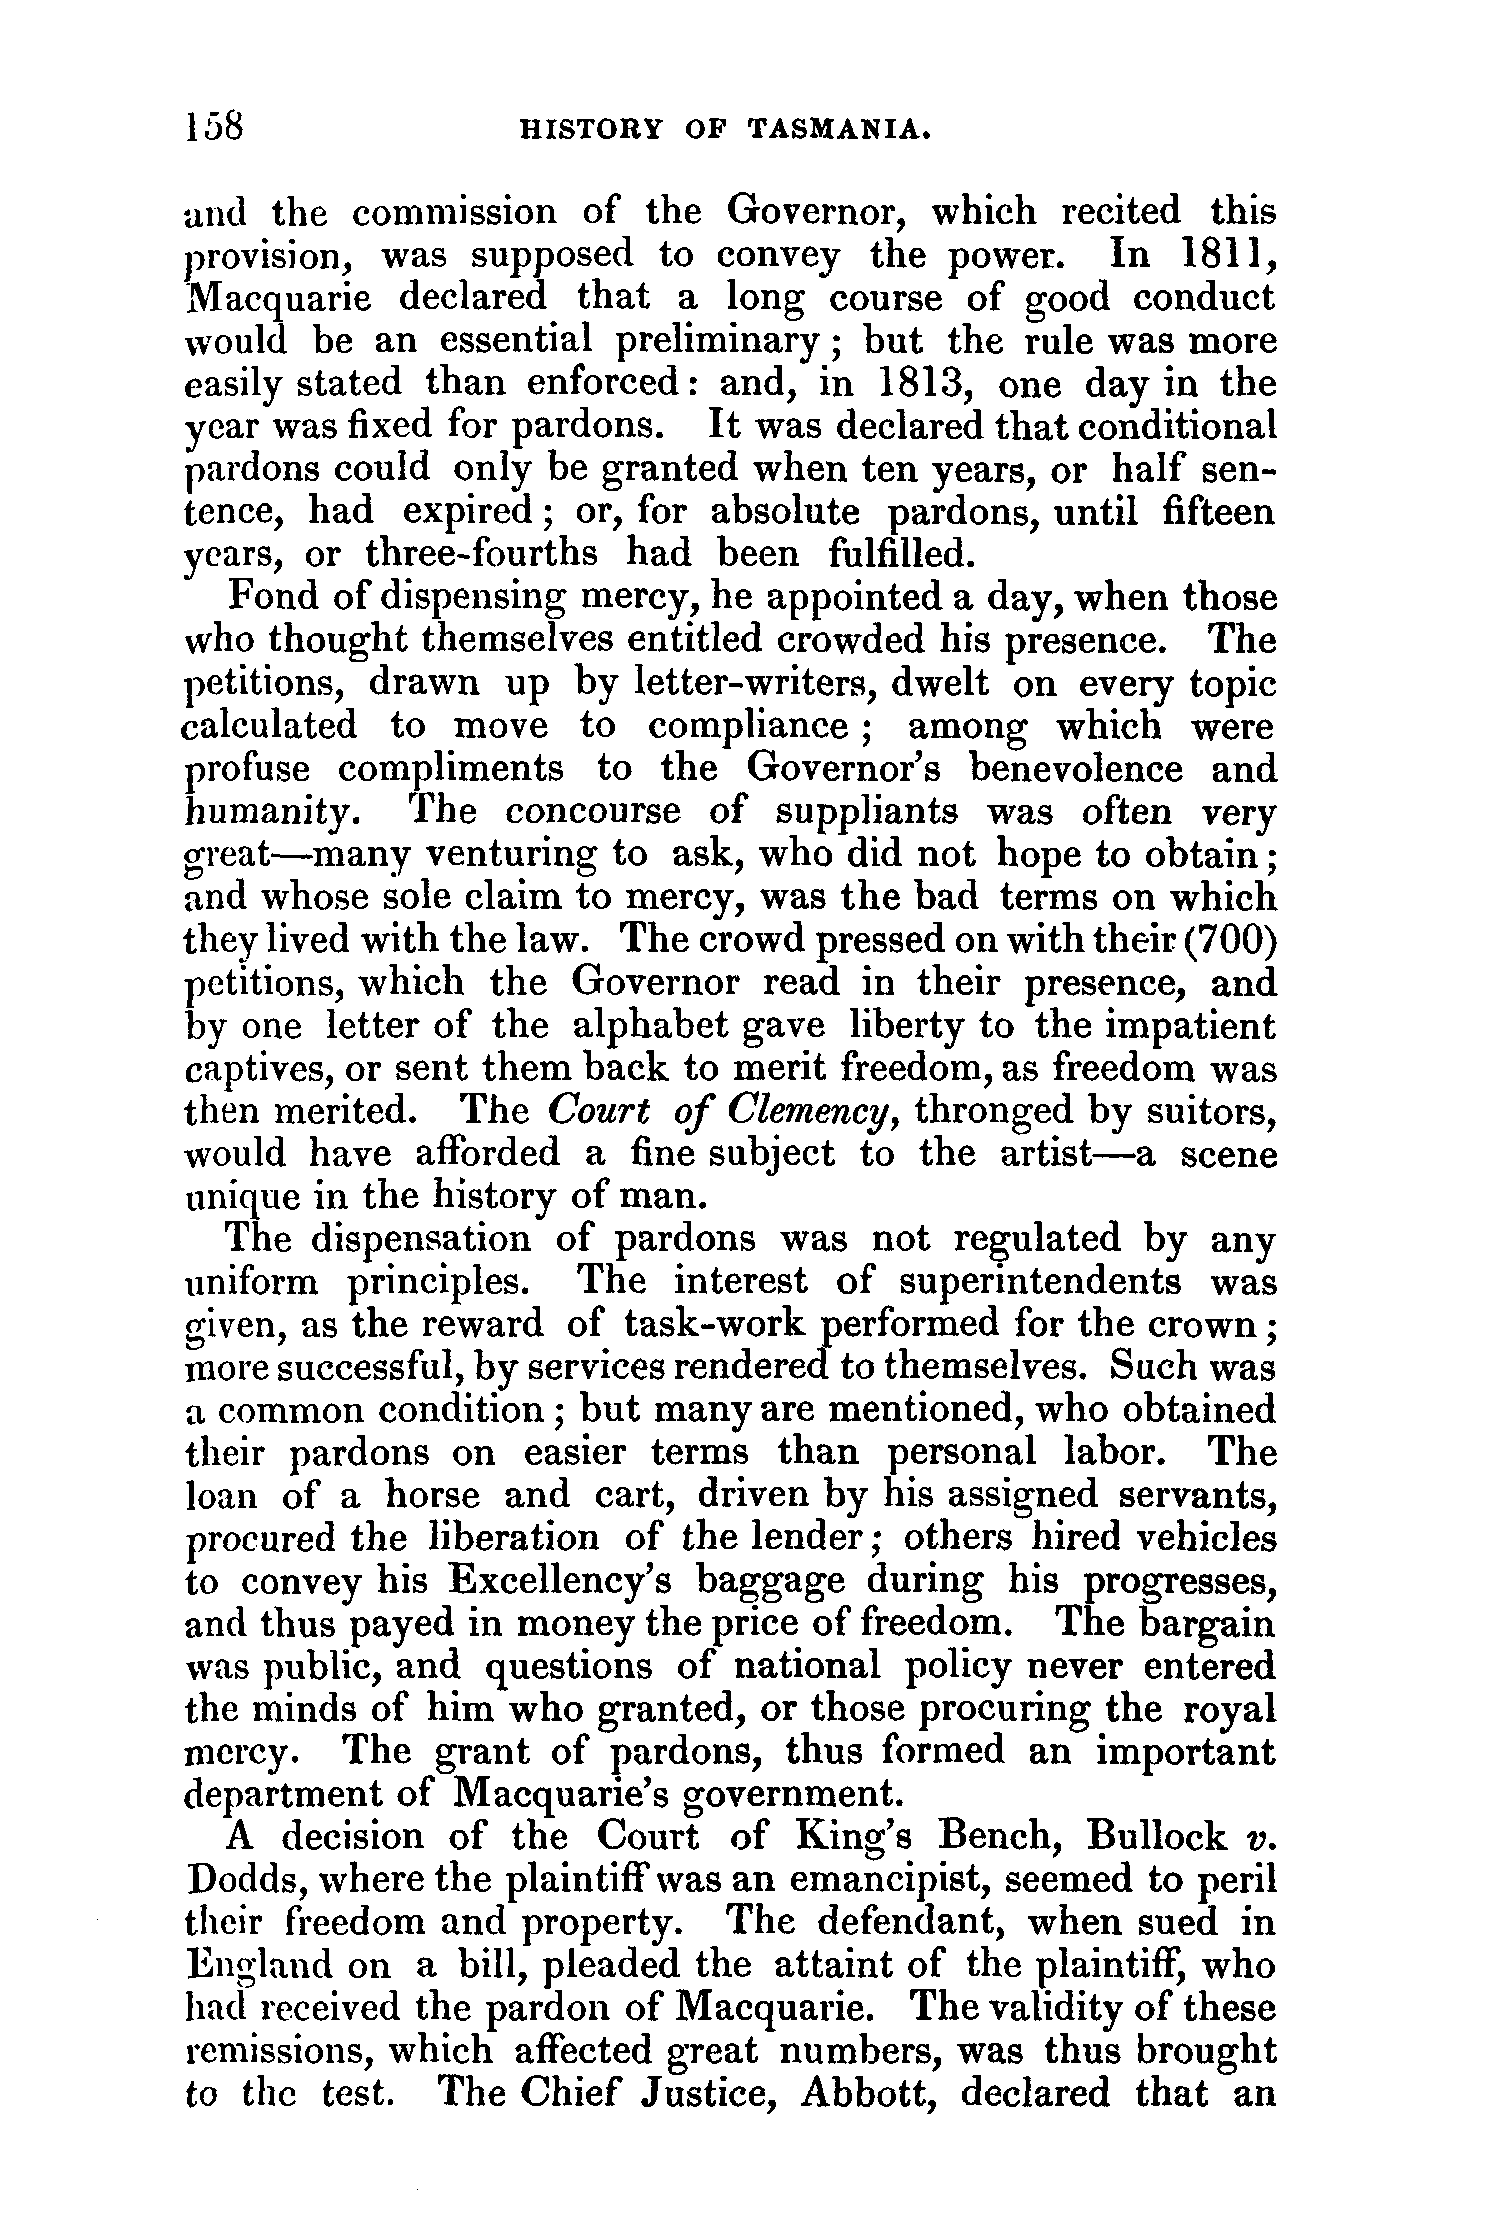 158 HISTORY OF TASMANIA.
and the commission of the Governor, which recited this
provision, was supposed to convey the power. In 1811,
Macquarie declared that a long course of good conduct
would be an essential preliminary; but the rule was more
easily stated than enforced: and, in 1813, one day in the
year was fixed for pardons. It was declared that conditional
pardons could only be granted when ten years, or half sen-
tence, had expired; or, for absolute pardons, until fifteen
years, or three-fourths had been fulfilled.
Fond of dispensing mercy, he appointed a day, when those
who thought themselves entitled crowded his presence. The
petitions, drawn up by letter-writers, dwelt on every topic
calculated to move to compliance; among which were
profuse compliments to the Governor's benevolence and
humanity. The concourse of suppliants was often very
great—many venturing to ask, who did not hope to obtain;
and whose sole claim to mercy, was the bad terms on which
they lived with the law. The crowd pressed on with their (700)
petitions, which the Governor read in their presence, and
by one letter of the alphabet gave liberty to the impatient
captives, or sent them back to merit freedom, as freedom was
then merited. The Court of Clemency, thronged by suitors,
would have afforded a fine subject to the artist—a scene
unique in the history of man.
The dispensation of pardons was not regulated by any
uniform principles. The interest of superintendents was
given, as the reward of task-work performed for the crown;
more successful, by services rendered to themselves. Such was
a common condition; but many are mentioned, who obtained
their pardons on easier terms than personal labor. The
loan of a horse and cart, driven by his assigned servants,
procured the liberation of the lender; others hired vehicles
to convey his Excellency's baggage during his progresses,
and thus payed in money the price of freedom. The bargain
was public, and questions of national policy never entered
the minds of him who granted, or those procuring the royal
mercy. The grant of pardons, thus formed an important
department of Macquarie's government.
A decision of the Court of King's Bench, Bullock v.
Dodds, where the plaintiff was an emancipist, seemed to peril
their freedom and property. The defendant, when sued in
England on a bill, pleaded the attaint of the plaintiff, who
had received the pardon of Macquarie. The validity of these
remissions, which affected great numbers, was thus brought
to the test. The Chief Justice, Abbott, declared that an